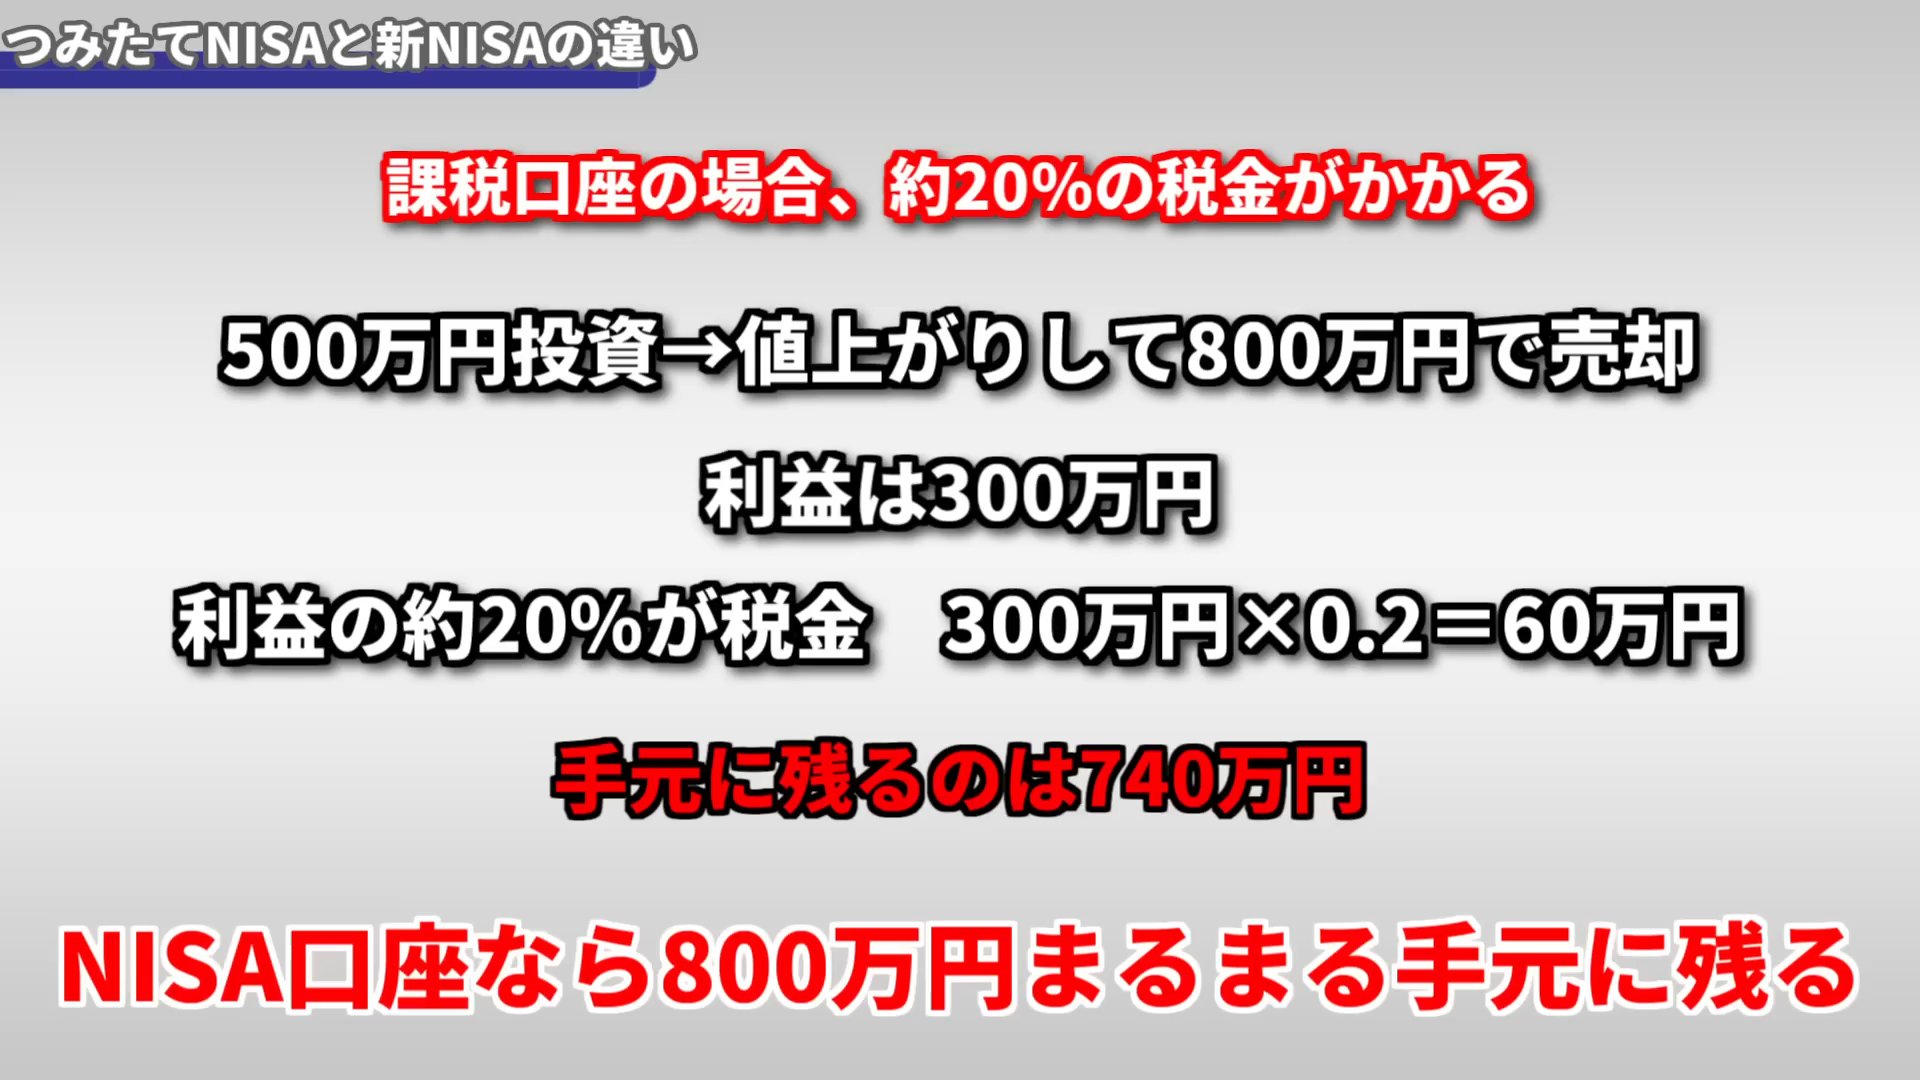 つみたてNISAと新NISAの違い
課税口座の場合、約20%の税金がかかる
500万円投資→値上がりして800万円で売却
利益は300万円
利益の約20%が税金　300万円×0.2＝60万円
手元に残るのは740万円
NISA口座なら800万円まるまる手元に残る